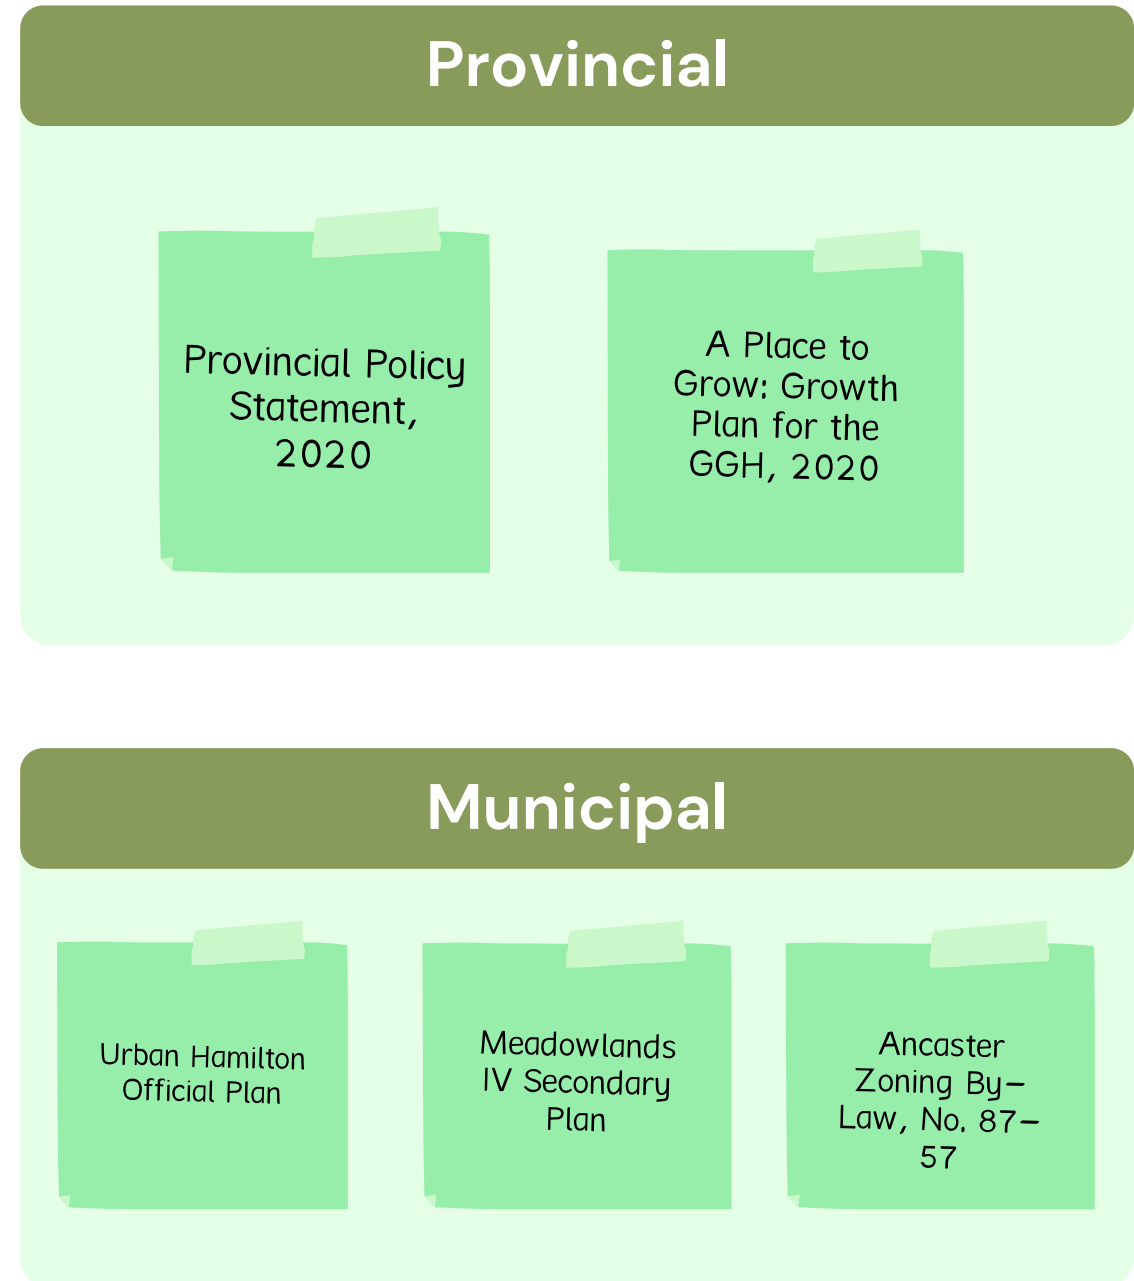 Provincial
Provincial Policy
Statement,
2020
A Place to
Grow: Growth
Plan for the
GGH, 2020
Municipal
Urban Hamilton
Official Plan
Meadowlands
IV Secondary
Plan
Ancaster
Zoning By-
Law, No. 87-
57